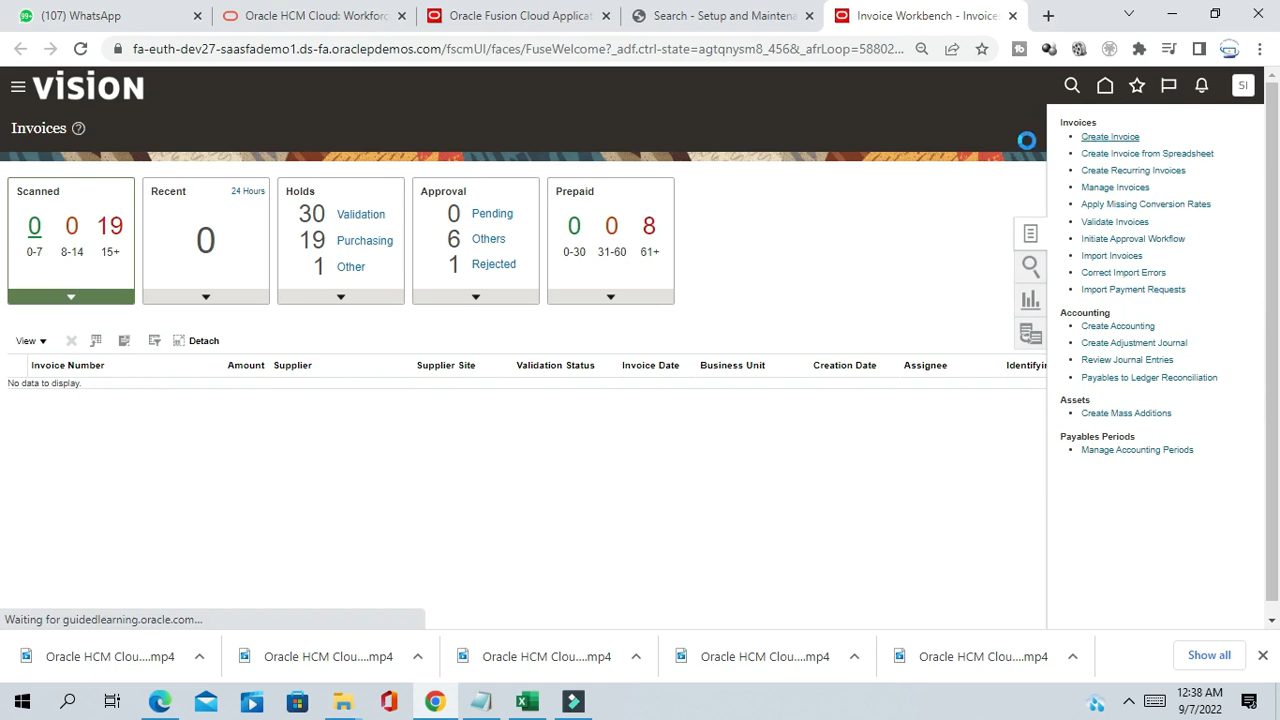 (107) WhatsApp
Oracle HCM Cloud: Workforc
Oracle Fusion Cloud Applicat
Search - Setup and Maintena
Invoice Workbench - Invoices
99+
fa-euth-dev27-saasfademo1.ds-fa.oraclepdemos.com/fscmUI/faces/FuseWelcome?_adf.ctrl-state=agtqnysm8_456&_afrLoop=58802...
vision
SI
Invoices
Scanned
0 0 19
0-7 8-14 15+
Recent 24 Hours
0
Holds
30 Validation
19 Purchasing
1 Other
Approval
0 Pending
6 Others
1 Rejected
Prepaid
0 0 8
0-30 31-60 61+
View
Detach
Invoice Number Amount Supplier Supplier Site Validation Status Invoice Date Business Unit Creation Date Assignee Identifyin
No data to display.
Invoices
Create Invoice
Create Invoice from Spreadsheet
Create Recurring Invoices
Manage Invoices
Apply Missing Conversion Rates
Validate Invoices
Initiate Approval Workflow
Import Invoices
Correct Import Errors
Import Payment Requests
Accounting
Create Accounting
Create Adjustment Journal
Review Journal Entries
Payables to Ledger Reconciliation
Assets
Create Mass Additions
Payables Periods
Manage Accounting Periods
Waiting for guidedlearning.oracle.com...
Oracle HCM Clou....mp4
Oracle HCM Clou....mp4
Oracle HCM Clou....mp4
Oracle HCM Clou....mp4
Oracle HCM Clou....mp4
Show all
12:38 AM
9/7/2022